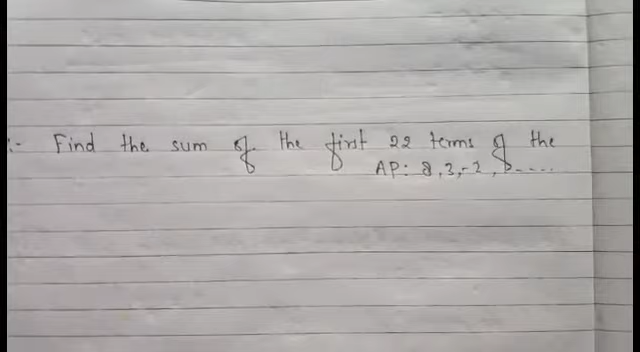 :- Find the sum of the first 22 terms of the
AP: 8,3,-2, .....